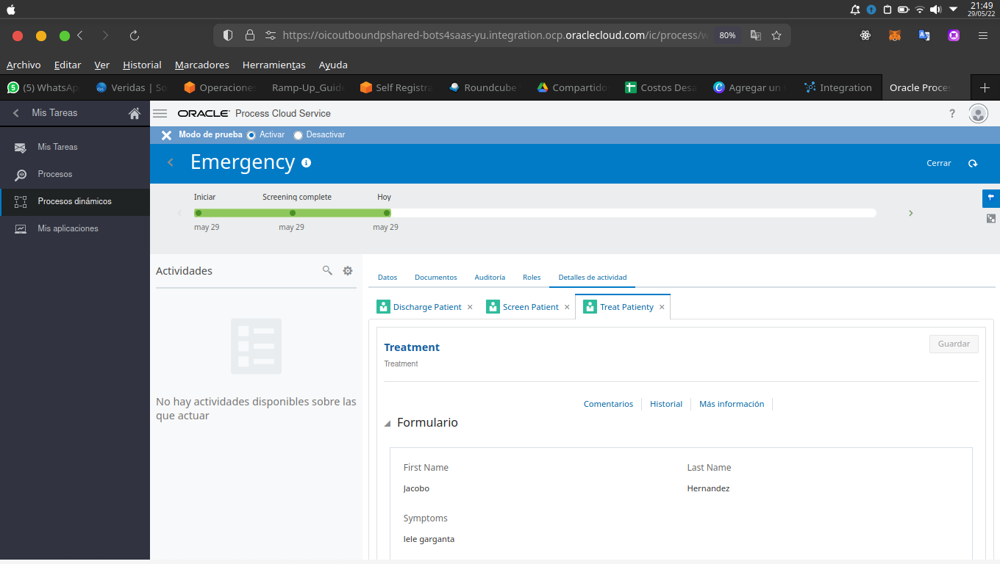 21:49
29/05/22
https://oicoutboundpshared-bots4saas-yu.integration.ocp.oraclecloud.com/ic/process/w
80%
Archivo Editar Ver Historial Marcadores Herramientas Ayuda
5 (5) WhatsAp das Veridas | So Operaciones Ramp-Up_Guide Self Registra Roundcube Compartido Costos Desa Agregar un Integration Oracle Proce
Mis Tareas ORACLE Process Cloud Service ?
Modo de prueba Activar Desactivar
Mis Tareas
Emergency
Cerrar
Procesos
Procesos dinámicos
Mis aplicaciones
Iniciar Screening complete Hoy
may 29 may 29 may 29
Actividades
Datos Documentos Auditoría Roles Detalles de actividad
Discharge Patient × Screen Patient × Treat Patienty ×
Treatment
Guardar
Treatment
No hay actividades disponibles sobre las
que actuar
Comentarios Historial Más información
Formulario
First Name Last Name
Jacobo Hernandez
Symptoms
lele garganta